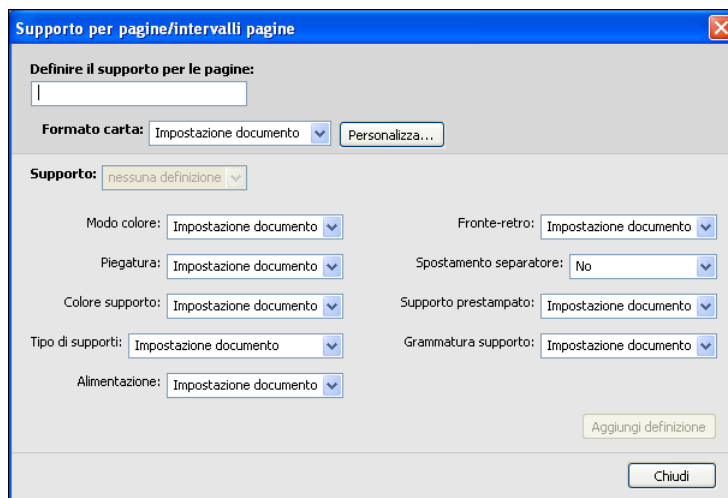 Supporto per pagine/intervalli pagine
Definire il supporto per le pagine:
Formato carta: Impostazione documento Personalizza...
Supporto: nessuna definizione
Modo colore: Impostazione documento Fronte-retro: Impostazione documento
Piegatura: Impostazione documento Spostamento separatore: No
Colore supporto: Impostazione documento Supporto prestampato: Impostazione documento
Tipo di supporti: Impostazione documento Grammatura supporto: Impostazione documento
Alimentazione: Impostazione documento
Aggiungi definizione
Chiudi